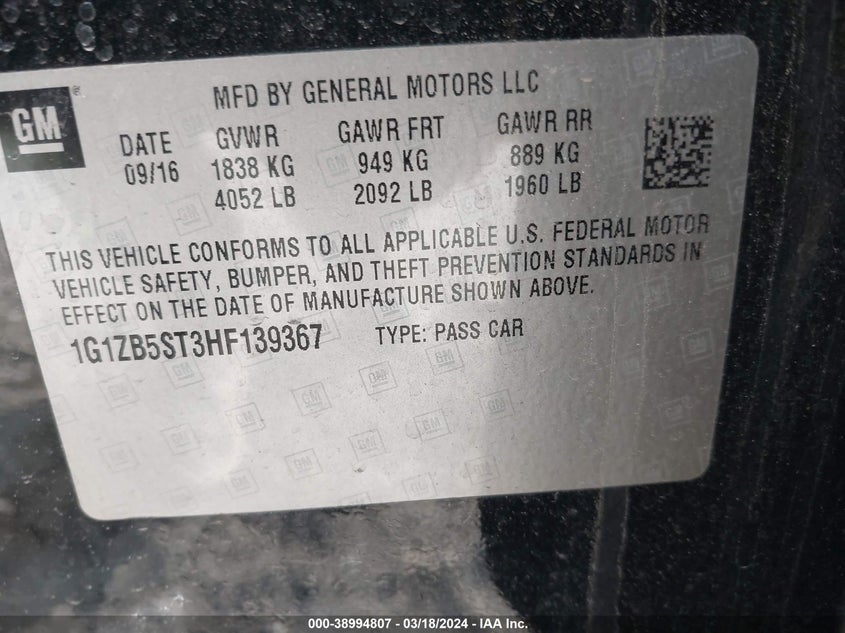 MFD BY GENERAL MOTORS LLC
GM
DATE GVWR GAWR FRT GAWR RR
09/16 1838 KG 949 KG 889 KG
4052 LB 2092 LB 1960 LB
THIS VEHICLE CONFORMS TO ALL APPLICABLE U.S. FEDERAL MOTOR
VEHICLE SAFETY, BUMPER, AND THEFT PREVENTION STANDARDS IN
EFFECT ON THE DATE OF MANUFACTURE SHOWN ABOVE.
1G1ZB5ST3HF139367 TYPE: PASS CAR
000-38994807 - 03/18/2024 - IAA Inc.